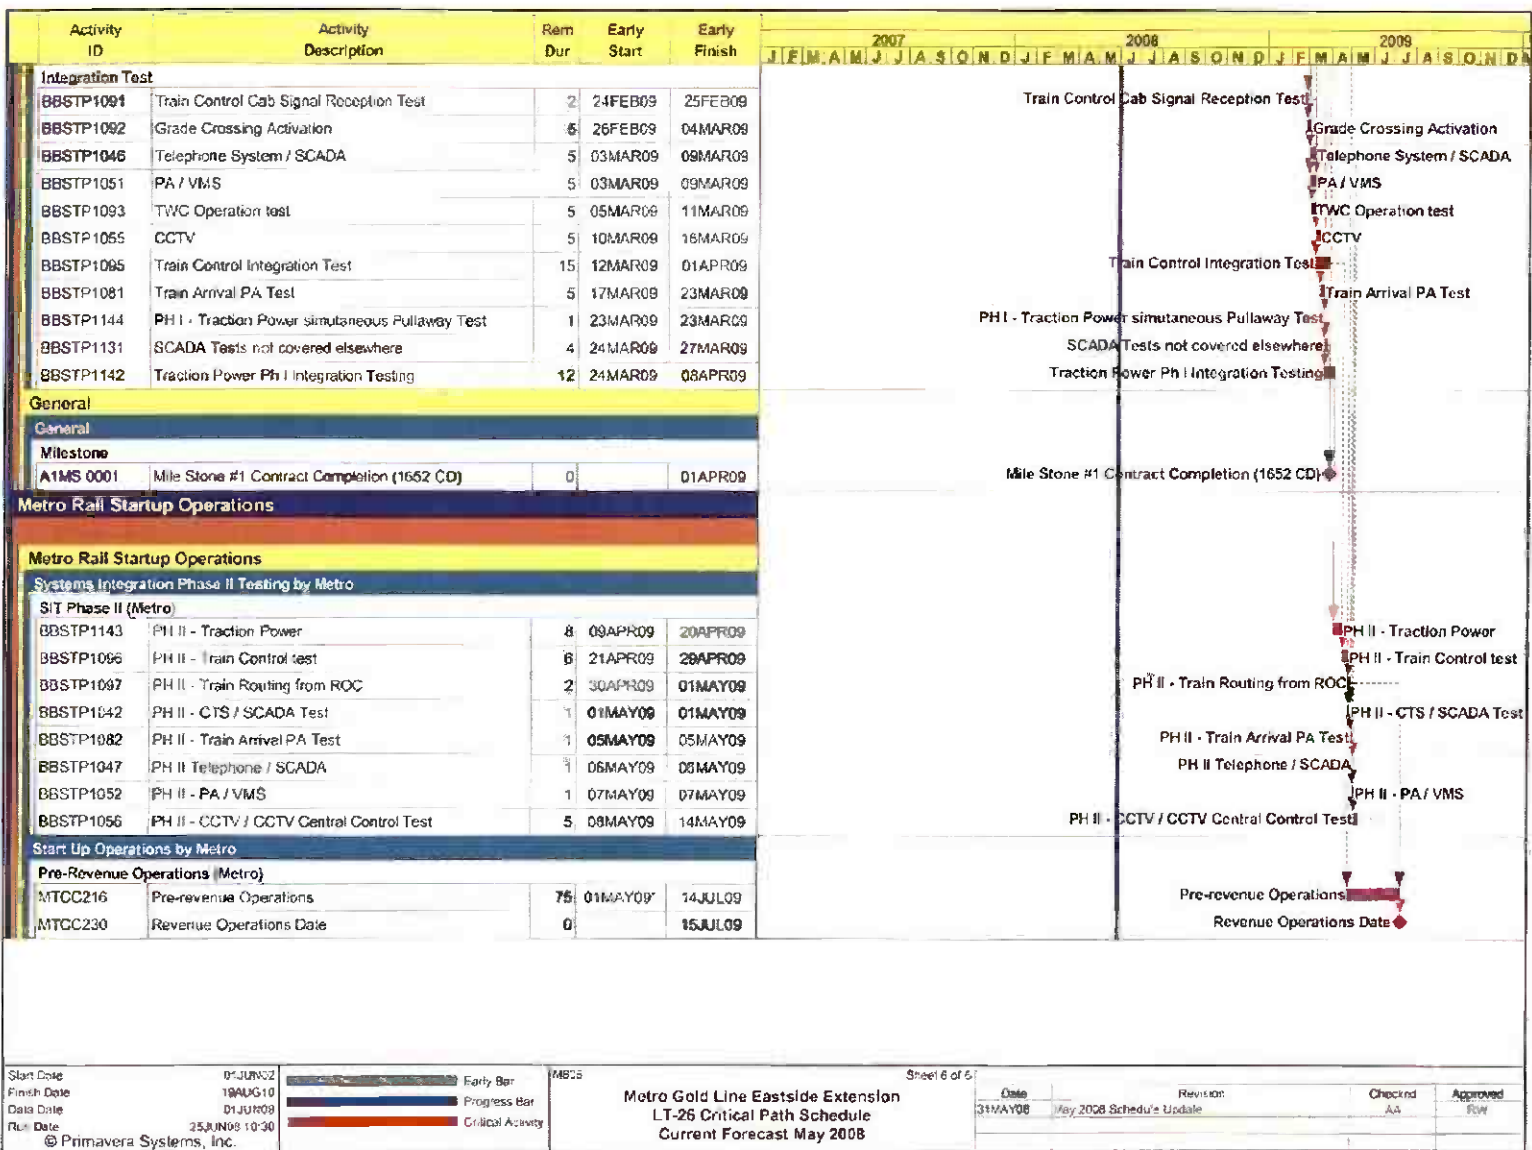 Activity ID Activity Description Rem Dur Early Start Early Finish 2007 2008 2009
J F M A M J J A S O N D J F M A M J J A S O N D J F M A M J J A S O N D
Integration Test
BBSTP1091 Train Control Cab Signal Reception Test 2 24FEB09 25FEB09 Train Control Cab Signal Reception Test
BBSTP1092 Grade Crossing Activation 5 26FEB09 04MAR09 Grade Crossing Activation
BBSTP1046 Telephone System / SCADA 5 03MAR09 09MAR09 Telephone System / SCADA
BBSTP1051 PA / VMS 5 03MAR09 09MAR09 PA / VMS
BBSTP1093 TWC Operation test 5 05MAR09 11MAR09 TWC Operation test
BBSTP1055 CCTV 5 10MAR09 16MAR09 CCTV
BBSTP1095 Train Control Integration Test 15 12MAR09 01APR09 Train Control Integration Test
BBSTP1081 Train Arrival PA Test 5 17MAR09 23MAR09 Train Arrival PA Test
BBSTP1144 PH I - Traction Power simutaneous Pullaway Test 1 23MAR09 23MAR09 PH I - Traction Power simutaneous Pullaway Test
BBSTP1131 SCADA Tests not covered elsewhere 4 24MAR09 27MAR09 SCADA Tests not covered elsewhere
BBSTP1142 Traction Power Ph I Integration Testing 12 24MAR09 08APR09 Traction Power Ph I Integration Testing
General
General
Milestone
A1MS 0001 Mile Stone #1 Contract Completion (1652 CD) 0 01APR09 Mile Stone #1 Contract Completion (1652 CD)
Metro Rail Startup Operations
Metro Rail Startup Operations
Systems Integration Phase II Testing by Metro
SIT Phase II (Metro)
BBSTP1143 PH II - Traction Power 8 09APR09 20APR09 PH II - Traction Power
BBSTP1096 PH II - Train Control test 6 21APR09 29APR09 PH II - Train Control test
BBSTP1097 PH II - Train Routing from ROC 2 30APR09 01MAY09 PH II - Train Routing from ROC
BBSTP1042 PH II - CTS / SCADA Test 1 01MAY09 01MAY09 PH II - CTS / SCADA Test
BBSTP1082 PH II - Train Arrival PA Test 1 05MAY09 05MAY09 PH II - Train Arrival PA Test
BBSTP1047 PH II Telephone / SCADA 1 06MAY09 06MAY09 PH II Telephone / SCADA
BBSTP1052 PH II - PA / VMS 1 07MAY09 07MAY09 PH II - PA / VMS
BBSTP1056 PH II - CCTV / CCTV Central Control Test 5 08MAY09 14MAY09 PH II - CCTV / CCTV Central Control Test
Start Up Operations by Metro
Pre-Revenue Operations (Metro)
MTCC216 Pre-revenue Operations 75 01MAY09* 14JUL09 Pre-revenue Operations
MTCC230 Revenue Operations Date 0 15JUL09 Revenue Operations Date
Start Date 01JUN02
Finish Date 19AUG10
Data Date 01JUN08
Run Date 25JUN08 10:30
© Primavera Systems, Inc.
Early Bar
Progress Bar
Critical Activity
Sheet 6 of 6
Metro Gold Line Eastside Extension
LT-26 Critical Path Schedule
Current Forecast May 2008
Date Revision Checked Approved
31MAY08 May 2008 Schedule Update AA RW